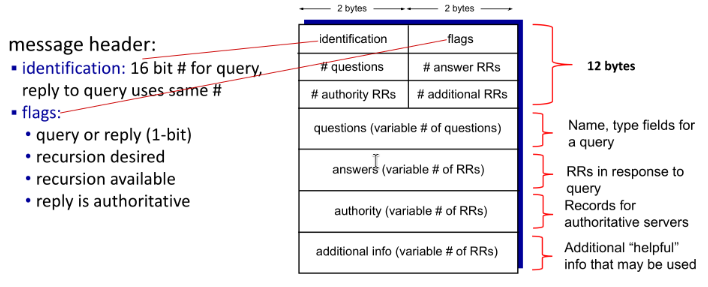 2 bytes
2 bytes
message header:
identification: 16 bit # for query,
reply to query uses same #
flags:
• query or reply (1-bit)
• recursion desired
• recursion available
• reply is authoritative
identification
flags
# questions
# answer RRs
# authority RRs
# additional RRs
12 bytes
questions (variable # of questions)
Name, type fields for
a query
answers (variable # of RRs)
RRs in response to
query
authority (variable # of RRs)
Records for
authoritative servers
additional info (variable # of RRs)
Additional “helpful”
info that may be used